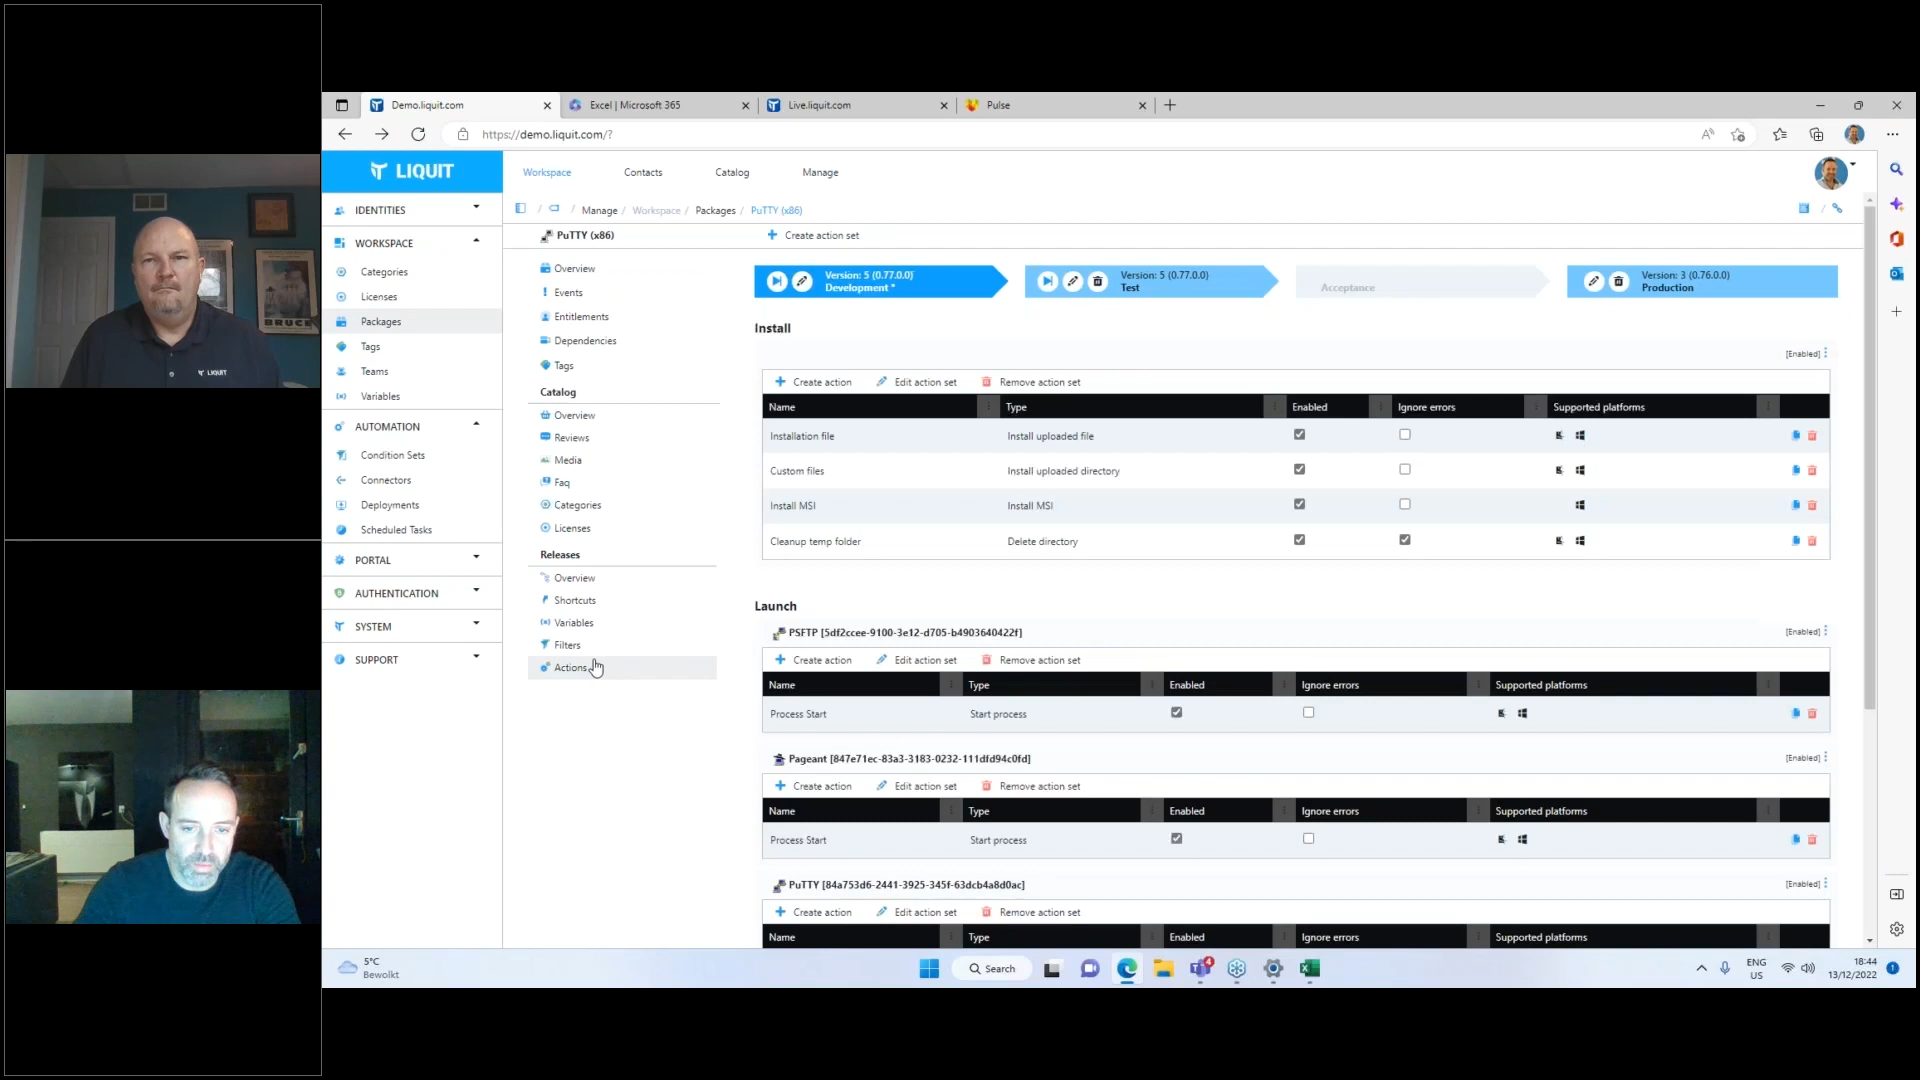 BRUCE
LIQUIT
Demo.liquit.com
Excel | Microsoft 365
Live.liquit.com
Pulse
https://demo.liquit.com/?
LIQUIT
Workspace
Contacts
Catalog
Manage
IDENTITIES
WORKSPACE
Categories
Licenses
Packages
Tags
Teams
Variables
AUTOMATION
Condition Sets
Connectors
Deployments
Scheduled Tasks
PORTAL
AUTHENTICATION
SYSTEM
SUPPORT
/ / Manage / Workspace / Packages / PuTTY (x86)
PuTTY (x86)
Create action set
Overview
Events
Entitlements
Dependencies
Tags
Catalog
Overview
Reviews
Media
Faq
Categories
Licenses
Releases
Overview
Shortcuts
Variables
Filters
Actions
Version: 5 (0.77.0.0)
Development *
Version: 5 (0.77.0.0)
Test
Acceptance
Version: 3 (0.76.0.0)
Production
Install
[Enabled]
Create action Edit action set Remove action set
Name Type Enabled Ignore errors Supported platforms
Installation file Install uploaded file
Custom files Install uploaded directory
Install MSI Install MSI
Cleanup temp folder Delete directory
Launch
PSFTP [5df2ccee-9100-3e12-d705-b4903640422f] [Enabled]
Create action Edit action set Remove action set
Name Type Enabled Ignore errors Supported platforms
Process Start Start process
Pageant [847e71ec-83a3-3183-0232-111dfd94c0fd] [Enabled]
Create action Edit action set Remove action set
Name Type Enabled Ignore errors Supported platforms
Process Start Start process
PuTTY [84a753d6-2441-3925-345f-63dcb4a8d0ac] [Enabled]
Create action Edit action set Remove action set
Name Type Enabled Ignore errors Supported platforms
5°C
Bewolkt
Search
4
ENG
US
18:44
13/12/2022
1